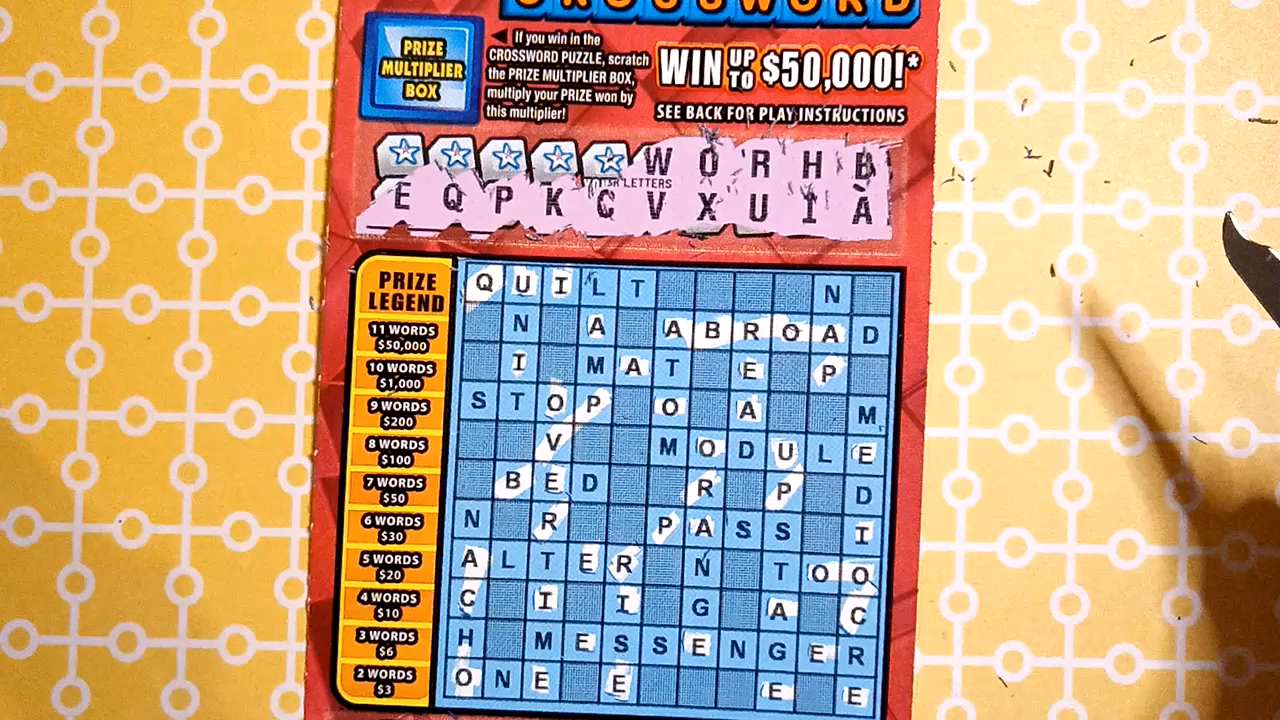 CROSSWORD
PRIZE
MULTIPLIER
BOX
If you win in the
CROSSWORD PUZZLE, scratch
the PRIZE MULTIPLIER BOX,
multiply your PRIZE won by
this multiplier!
WIN UP TO $50,000!*
SEE BACK FOR PLAY INSTRUCTIONS
W O R H B
LETTERS
E Q P K C V X U I A
PRIZE
LEGEND
11 WORDS
$50,000
10 WORDS
$1,000
9 WORDS
$200
8 WORDS
$100
7 WORDS
$50
6 WORDS
$30
5 WORDS
$20
4 WORDS
$10
3 WORDS
$6
2 WORDS
$3
Q U I L T N
N A A B R O A D
I M A T E P
S T O P O A M
V M O D U L E
B E D R P D
N R P A S S I
A L T E R N T O O
C I I G A C
H M E S S E N G E R
O N E E E E